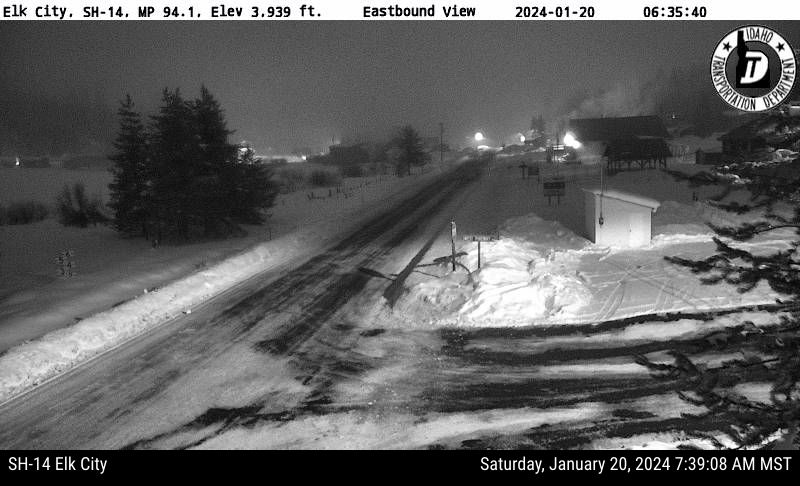 Elk City, SH-14, MP 94.1, Elev 3,939 ft. Eastbound View 2024-01-20 06:35:40
IDAHO
TRANSPORTATION DEPARTMENT
SH-14 Elk City
Saturday, January 20, 2024 7:39:08 AM MST